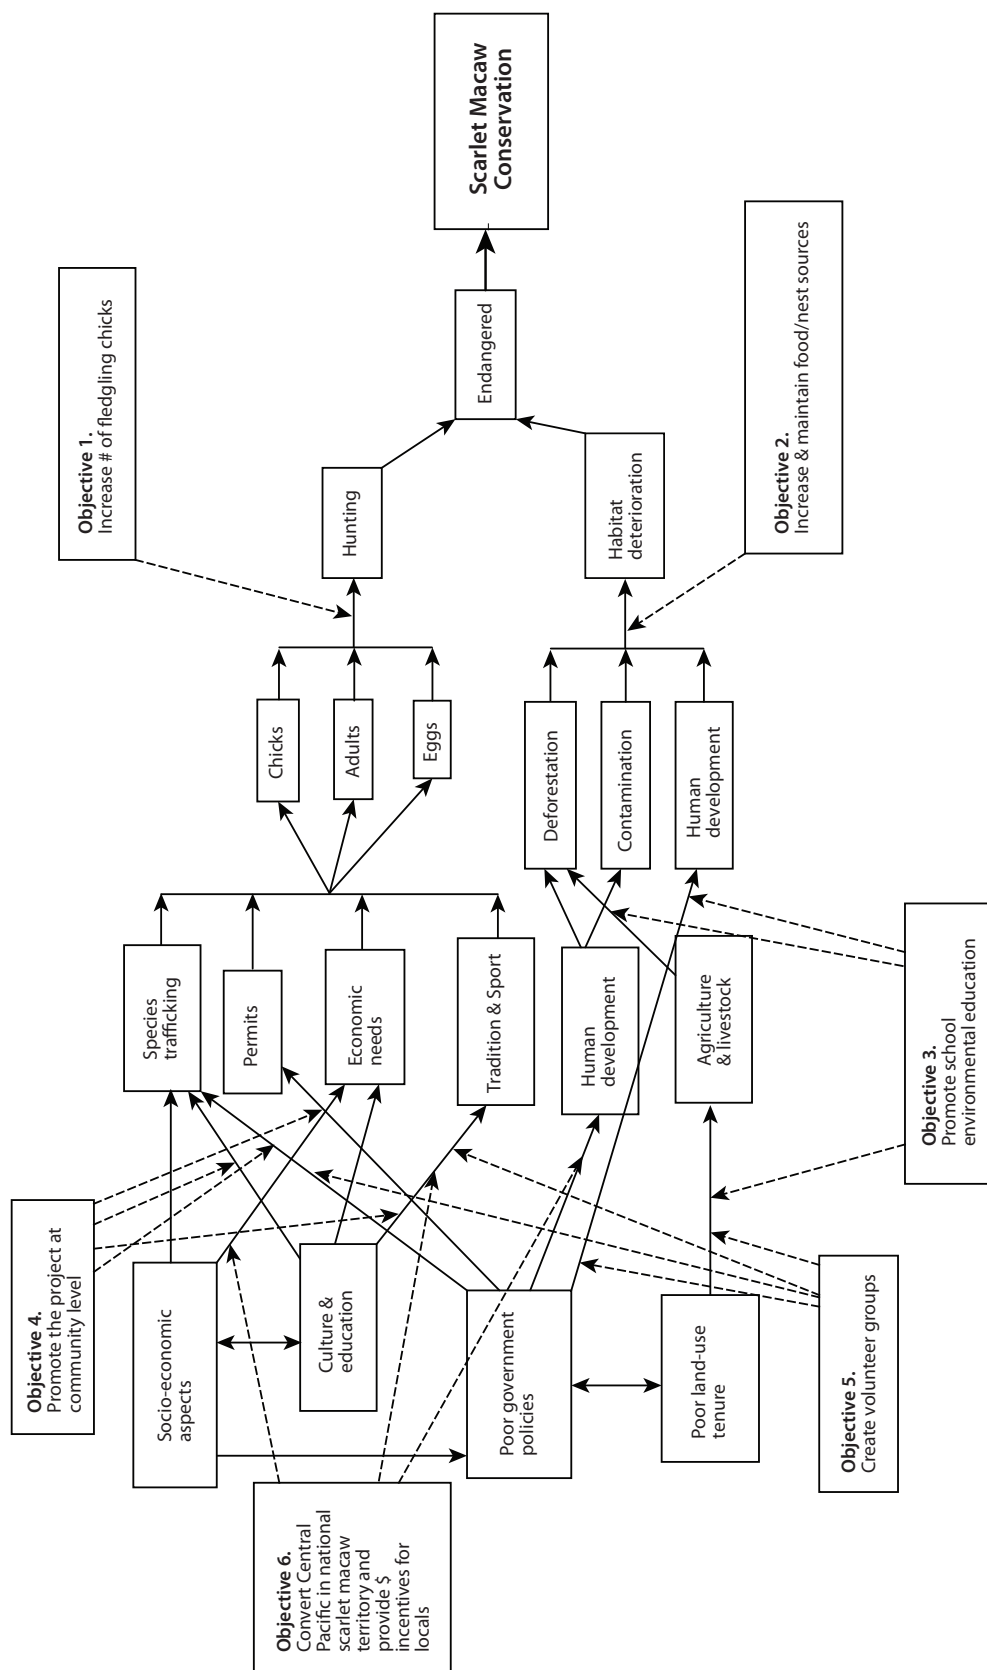 Objective 4.
Promote the project at
community level
Objective 1.
Increase # of fledgling chicks
Objective 6.
Convert Central
Pacific in national
scarlet macaw
territory and
provide $
incentives for
locals
Socio-economic
aspects
Culture &
education
Poor government
policies
Poor land-use
tenure
Species
trafficking
Permits
Economic
needs
Tradition & Sport
Human
development
Agriculture
& livestock
Chicks
Adults
Eggs
Deforestation
Contamination
Human
development
Hunting
Habitat
deterioration
Endangered
Scarlet Macaw
Conservation
Objective 5.
Create volunteer groups
Objective 3.
Promote school
environmental education
Objective 2.
Increase & maintain food/nest sources